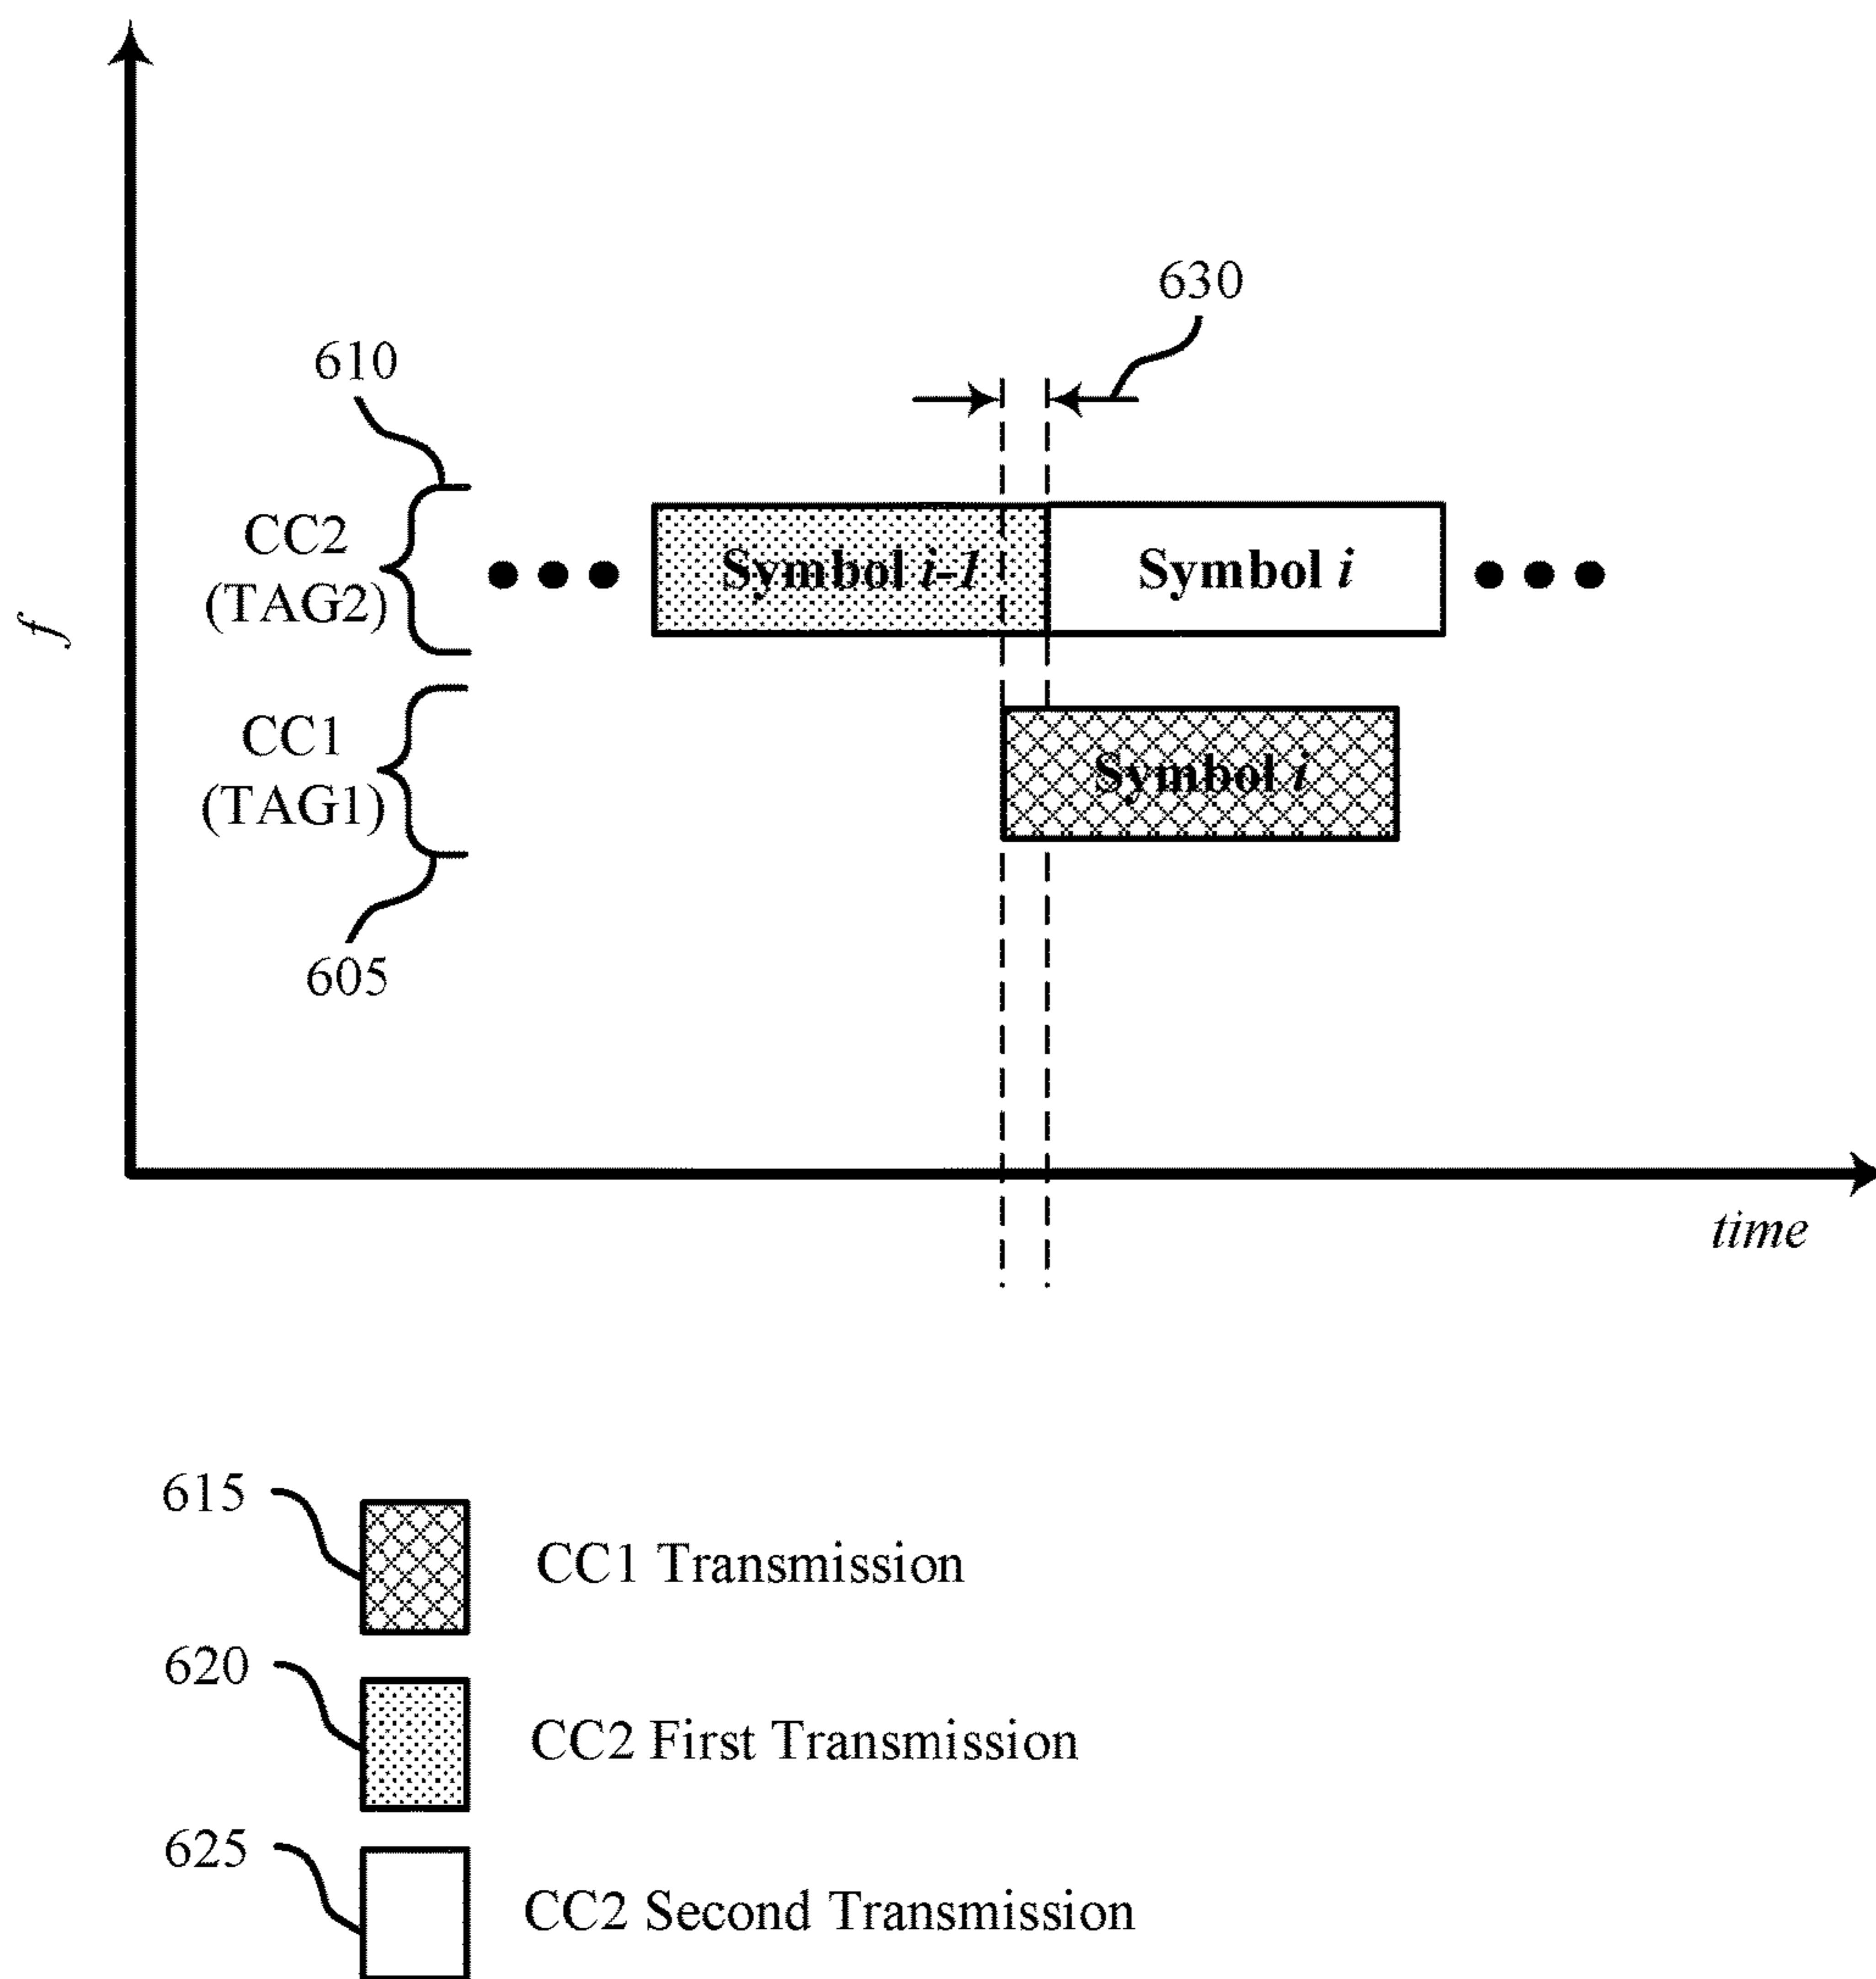 630
610
CC2
(TAG2)
Symbol i-1
Symbol i
f
CC1
(TAG1)
Symbol i
605
time
615
CC1 Transmission
620
CC2 First Transmission
625
CC2 Second Transmission